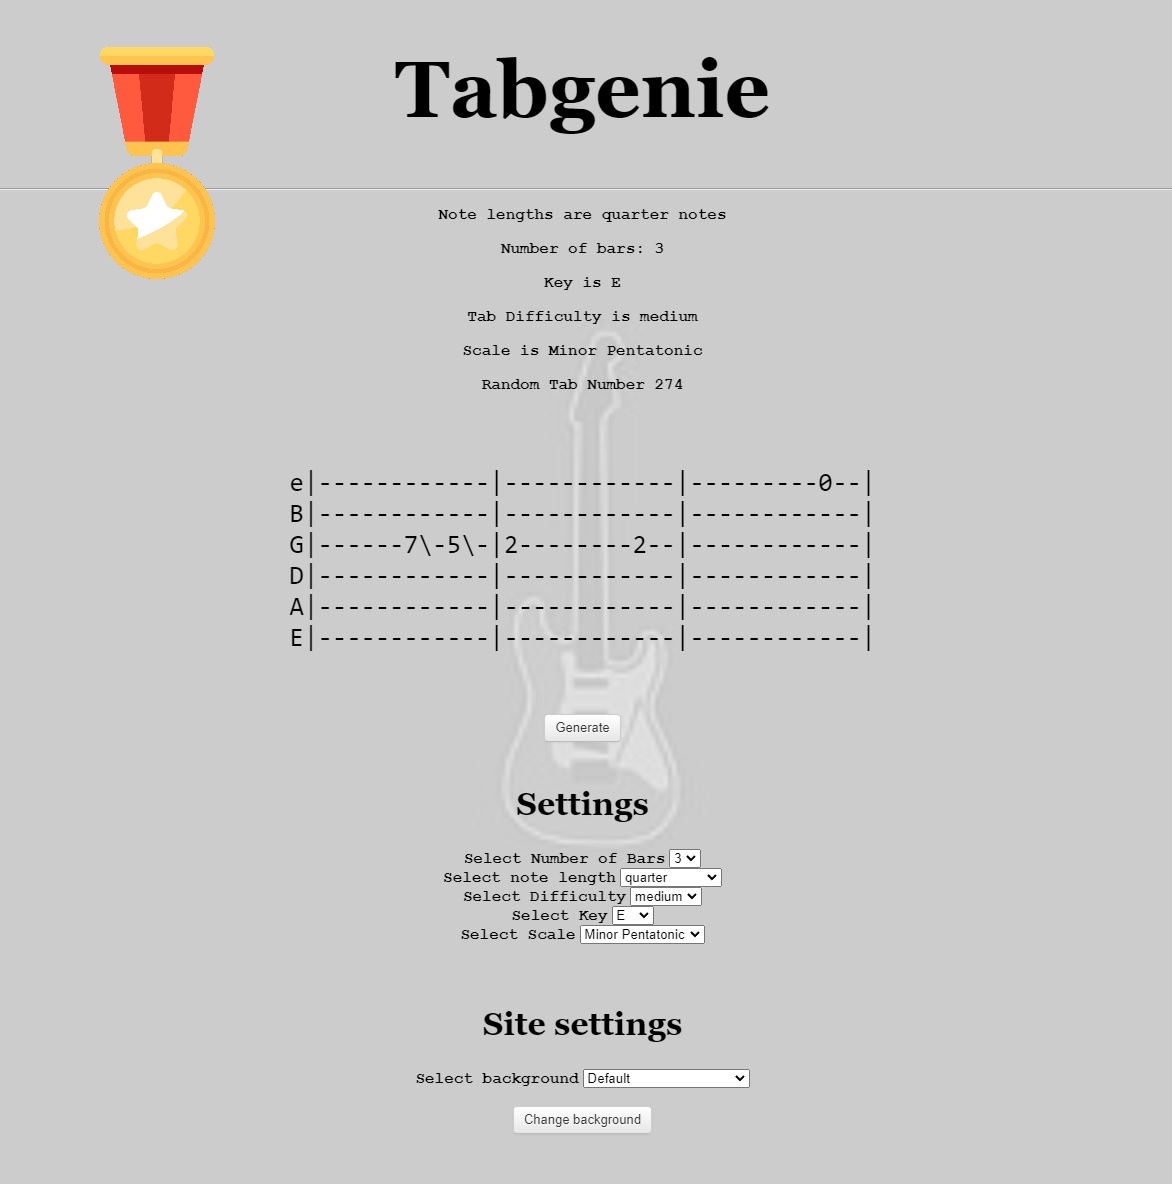 Tabgenie
Note lengths are quarter notes
Number of bars: 3
Key is E
Tab Difficulty is medium
Scale is Minor Pentatonic
Random Tab Number 274
e|------------|------------|---------0--|
B|------------|------------|------------|
G|------7\-5\-|2--------2--|------------|
D|------------|------------|------------|
A|------------|------------|------------|
E|------------|------------|------------|
Generate
Settings
Select Number of Bars 3
Select note length quarter
Select Difficulty medium
Select Key E
Select Scale Minor Pentatonic
Site settings
Select background Default
Change background